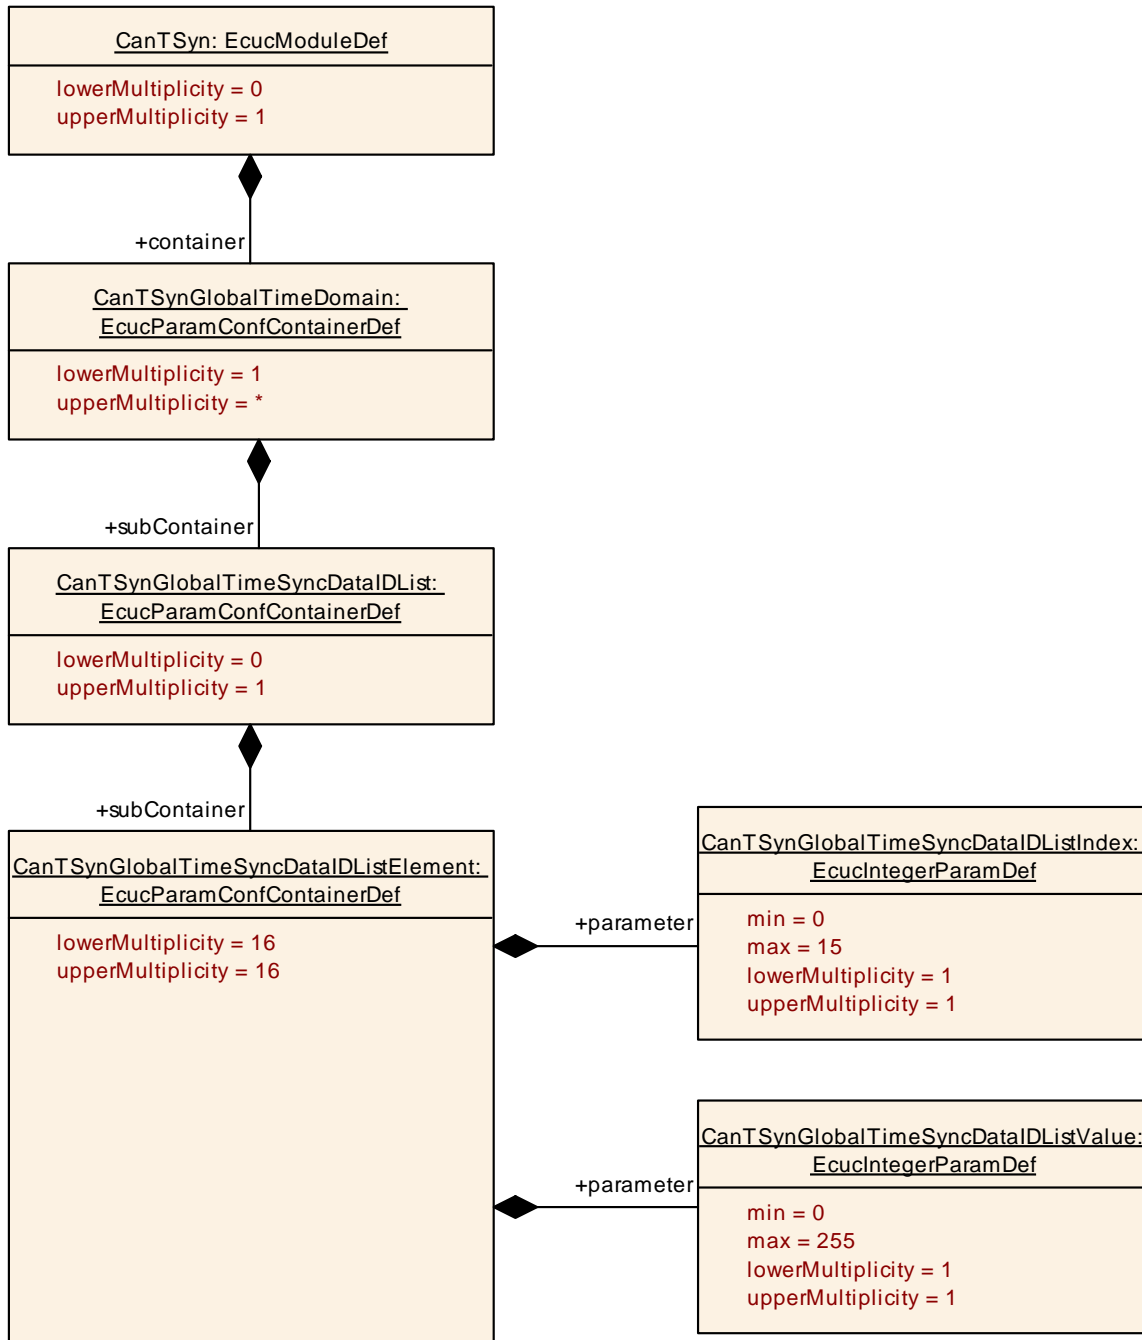 CanTSyn: EcucModuleDef
lowerMultiplicity = 0
upperMultiplicity = 1
+container
CanTSynGlobalTimeDomain:
EcucParamConfContainerDef
lowerMultiplicity = 1
upperMultiplicity = *
+subContainer
CanTSynGlobalTimeSyncDataIDList:
EcucParamConfContainerDef
lowerMultiplicity = 0
upperMultiplicity = 1
+subContainer
CanTSynGlobalTimeSyncDataIDListElement:
EcucParamConfContainerDef
lowerMultiplicity = 16
upperMultiplicity = 16
+parameter
CanTSynGlobalTimeSyncDataIDListIndex:
EcucIntegerParamDef
min = 0
max = 15
lowerMultiplicity = 1
upperMultiplicity = 1
+parameter
CanTSynGlobalTimeSyncDataIDListValue:
EcucIntegerParamDef
min = 0
max = 255
lowerMultiplicity = 1
upperMultiplicity = 1